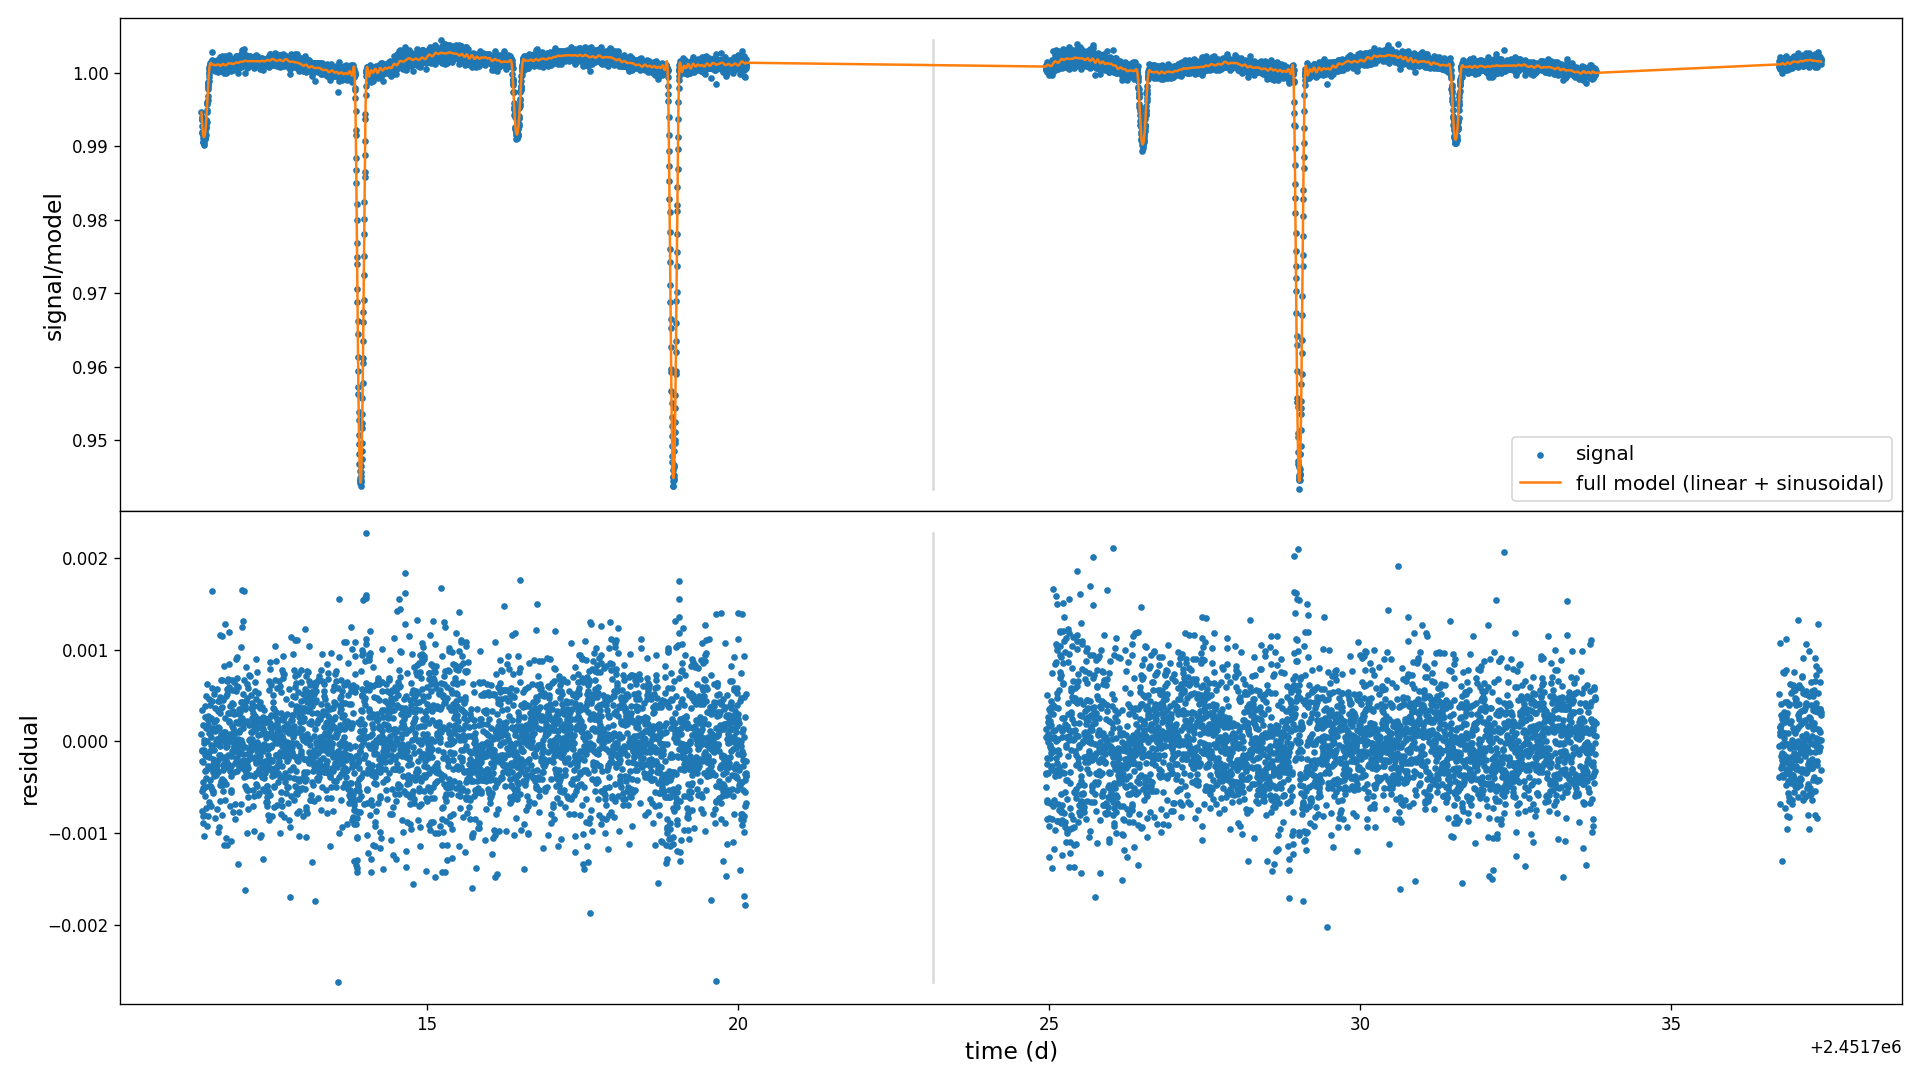 signal/model
1.00
0.99
0.98
0.97
0.96
0.95
signal
full model (linear + sinusoidal)
residual
0.002
0.001
0.000
−0.001
−0.002
15
20
25
30
35
time (d)
+2.4517e6